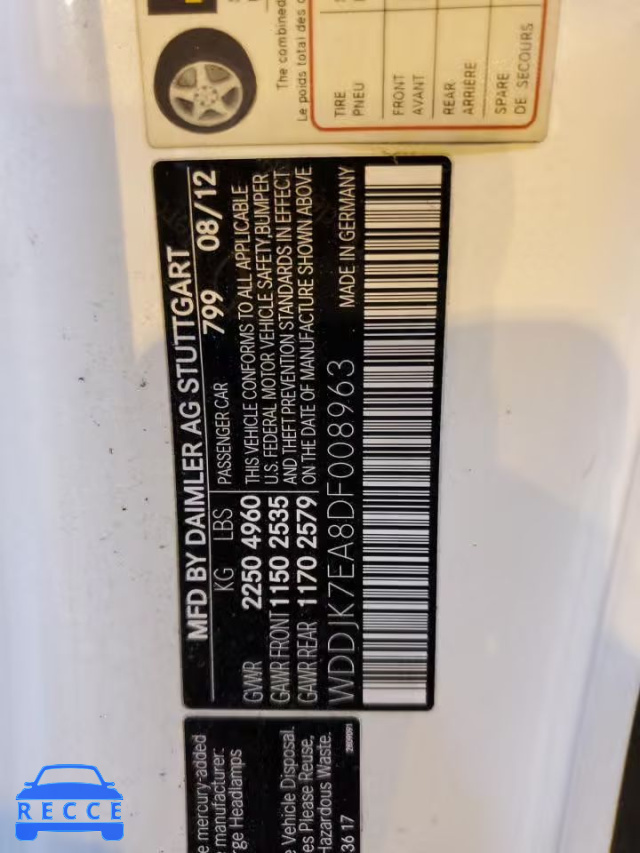 The combined
Le poids total des
TIRE
PNEU
FRONT
AVANT
REAR
ARRIÈRE
SPARE
DE SECOURS
MFD BY DAIMLER AG STUTTGART
799 08/12
KG LBS PASSENGER CAR
GVWR 2250 4960
GAWR FRONT 1150 2535
GAWR REAR 1170 2579
THIS VEHICLE CONFORMS TO ALL APPLICABLE
U.S. FEDERAL MOTOR VEHICLE SAFETY,BUMPER,
AND THEFT PREVENTION STANDARDS IN EFFECT
ON THE DATE OF MANUFACTURE SHOWN ABOVE
WDDJK7EA8DF008963 MADE IN GERMANY
mercury-added
manufacturer:
Headlamps
Vehicle Disposal.
Please Reuse,
Hazardous Waste.
36 17
RECCE